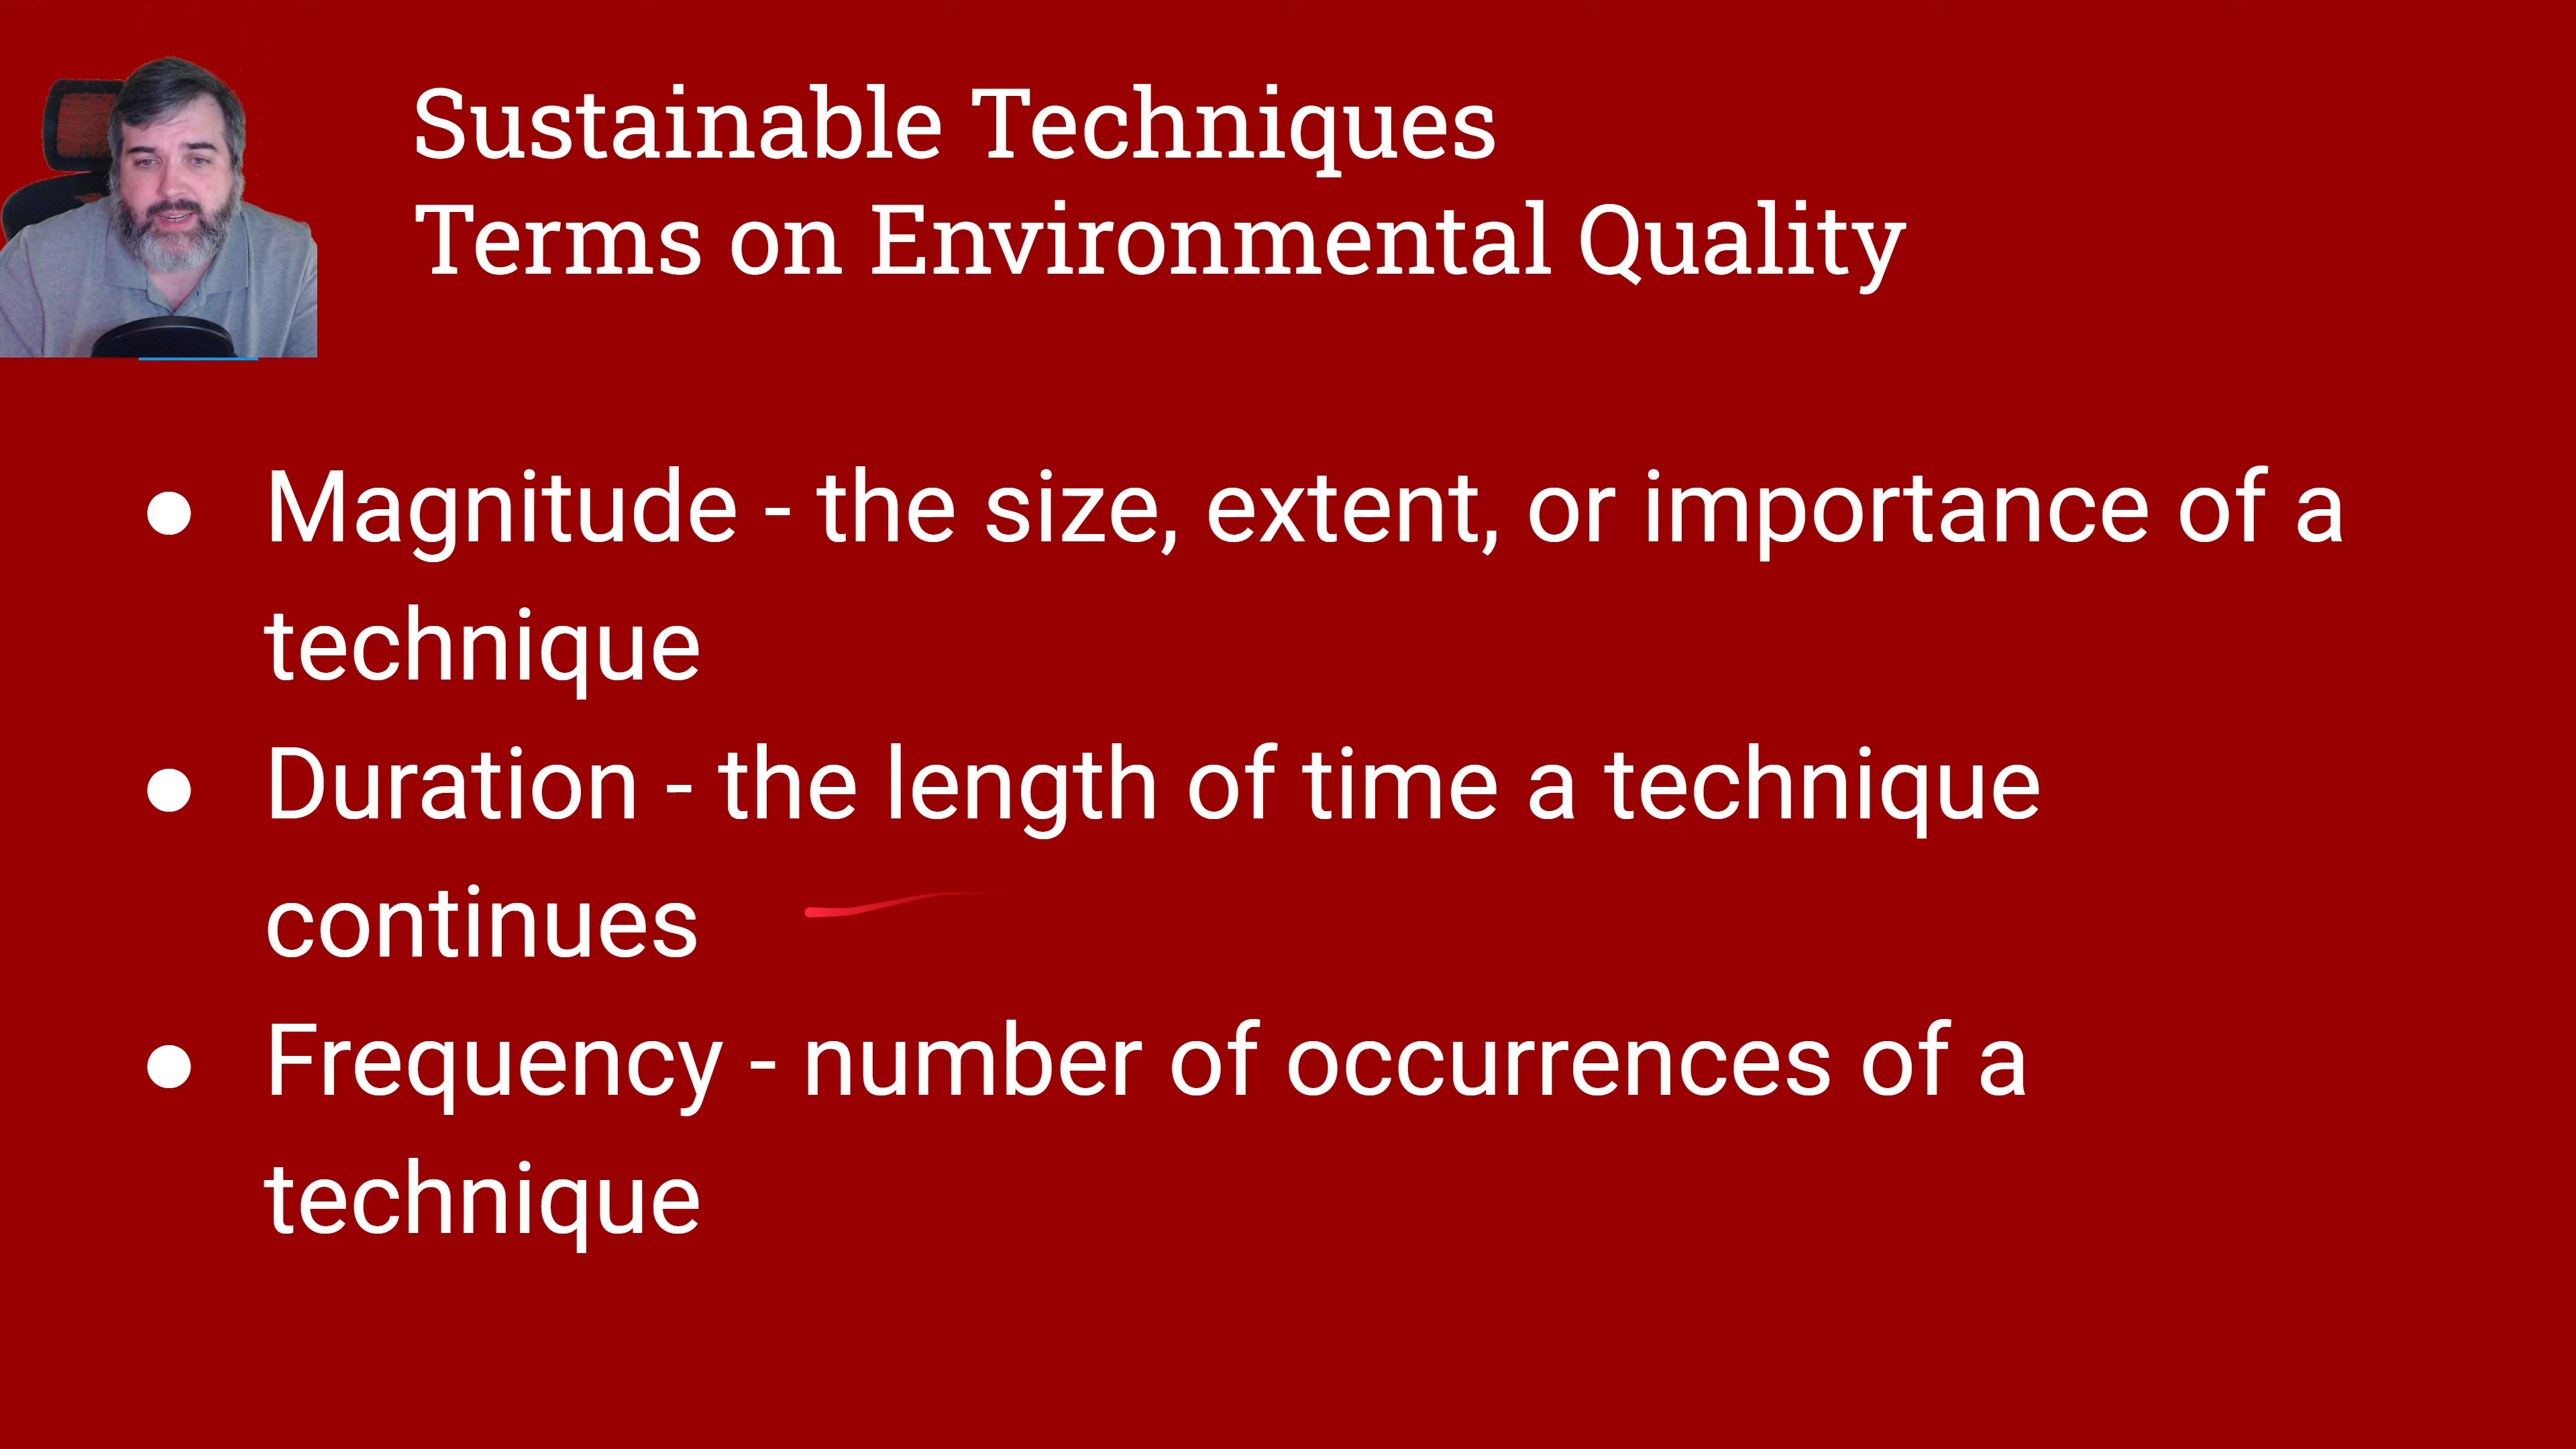 Sustainable Techniques
Terms on Environmental Quality
● Magnitude - the size, extent, or importance of a
technique
● Duration - the length of time a technique
continues
● Frequency - number of occurrences of a
technique